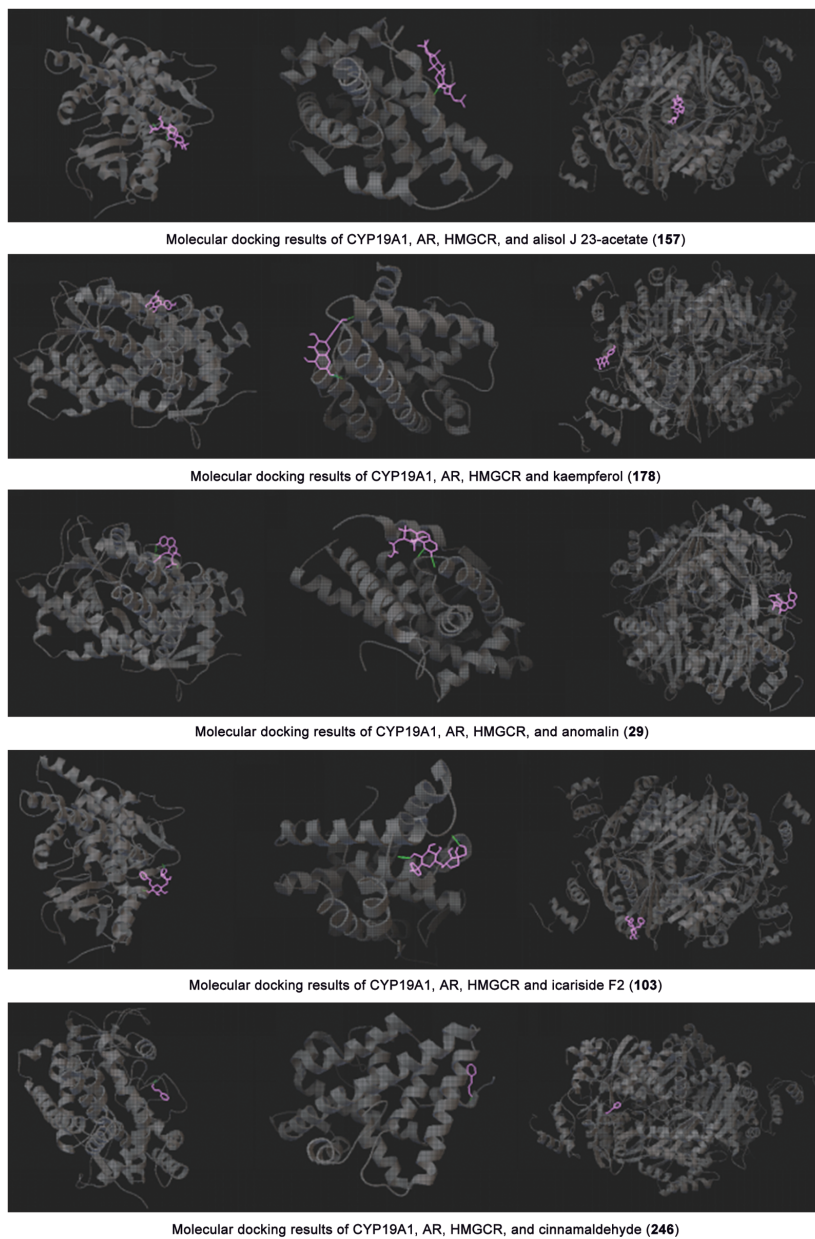 Molecular docking results of CYP19A1, AR, HMGCR, and alisol J 23-acetate (157)
Molecular docking results of CYP19A1, AR, HMGCR and kaempferol (178)
Molecular docking results of CYP19A1, AR, HMGCR, and anomalin (29)
Molecular docking results of CYP19A1, AR, HMGCR and icariside F2 (103)
Molecular docking results of CYP19A1, AR, HMGCR, and cinnamaldehyde (246)